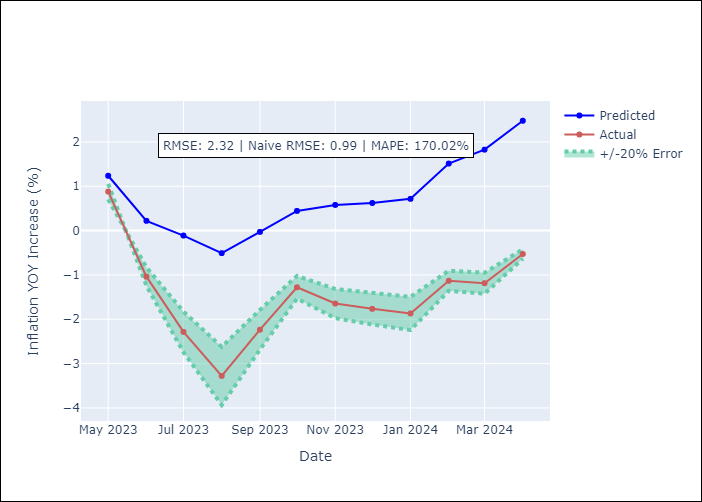 RMSE: 2.32 | Naive RMSE: 0.99 | MAPE: 170.02%
Predicted
Actual
+/-20% Error
Inflation YOY Increase (%)
2
1
0
−1
−2
−3
−4
May 2023
Jul 2023
Sep 2023
Nov 2023
Jan 2024
Mar 2024
Date